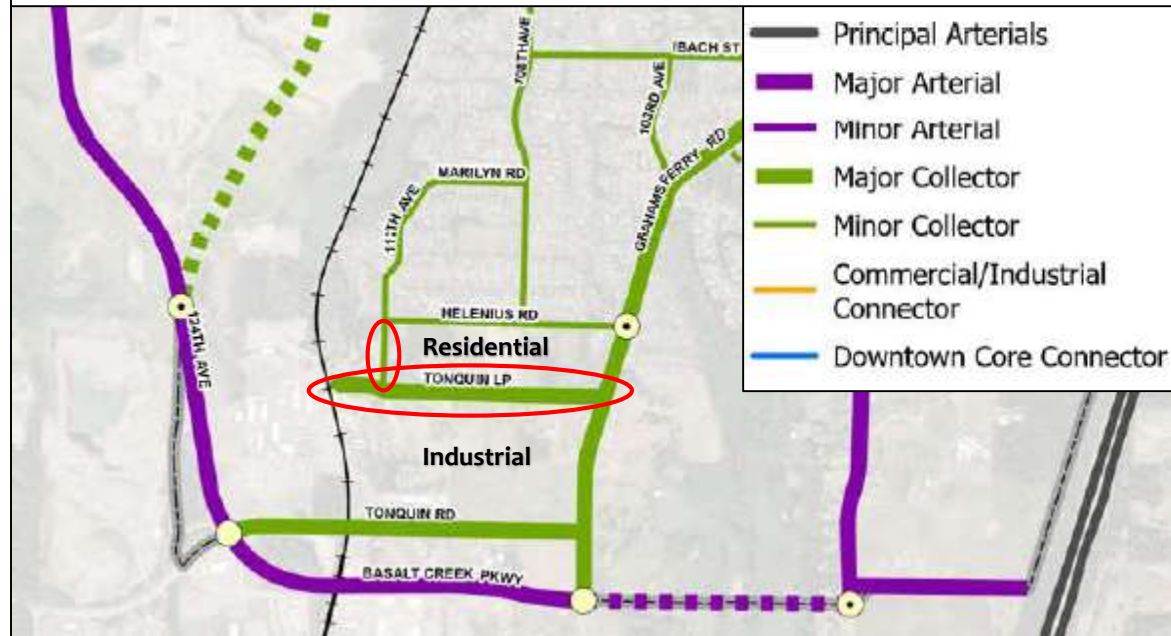 Principal Arterials
Major Arterial
Minor Arterial
Major Collector
Minor Collector
Commercial/Industrial
Connector
Downtown Core Connector
108TH AVE
IBACH ST
103RD AVE
GRAHAMS FERRY RD
MARILYN RD
112TH AVE
HELENIUS RD
Residential
TONQUIN LP
124TH AVE
Industrial
TONQUIN RD
BASALT CREEK PKWY